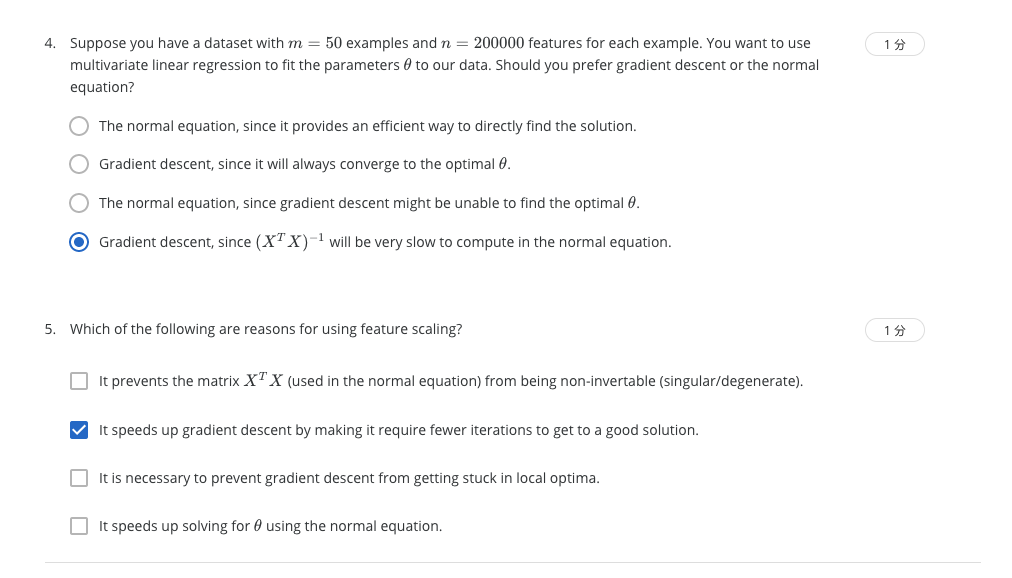 4. Suppose you have a dataset with m = 50 examples and n = 200000 features for each example. You want to use
1 分
multivariate linear regression to fit the parameters θ to our data. Should you prefer gradient descent or the normal
equation?
The normal equation, since it provides an efficient way to directly find the solution.
Gradient descent, since it will always converge to the optimal θ.
The normal equation, since gradient descent might be unable to find the optimal θ.
Gradient descent, since (X^T X)^−1 will be very slow to compute in the normal equation.
5. Which of the following are reasons for using feature scaling?
1 分
It prevents the matrix X^T X (used in the normal equation) from being non-invertable (singular/degenerate).
It speeds up gradient descent by making it require fewer iterations to get to a good solution.
It is necessary to prevent gradient descent from getting stuck in local optima.
It speeds up solving for θ using the normal equation.